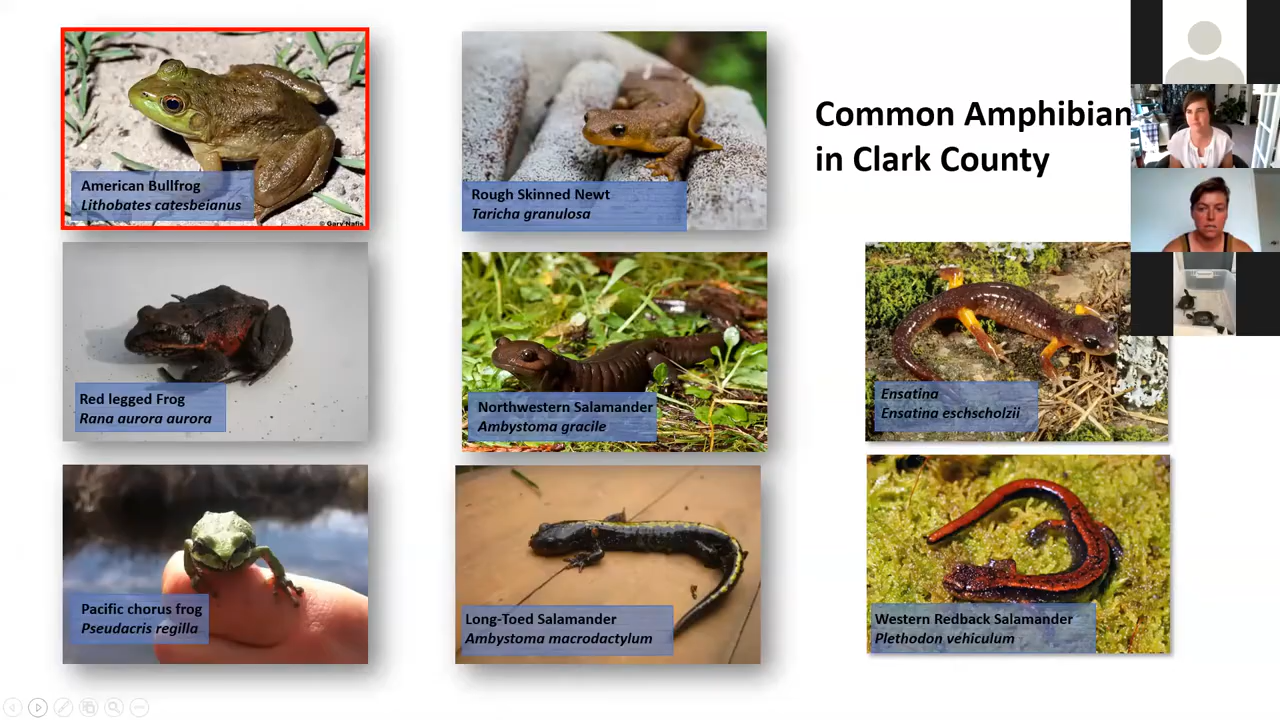 Common Amphibian
in Clark County
American Bullfrog
Lithobates catesbeianus
© Gary Nafis
Rough Skinned Newt
Taricha granulosa
Red legged Frog
Rana aurora aurora
Northwestern Salamander
Ambystoma gracile
Ensatina
Ensatina eschscholzii
Pacific chorus frog
Pseudacris regilla
Long-Toed Salamander
Ambystoma macrodactylum
Western Redback Salamander
Plethodon vehiculum